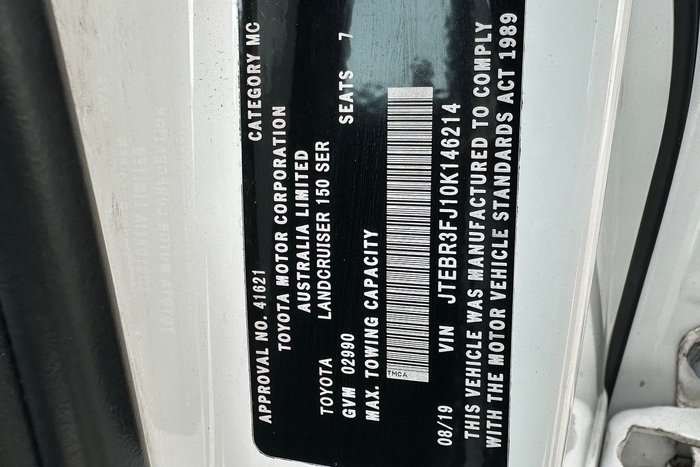 APPROVAL NO. 41621 CATEGORY MC
TOYOTA MOTOR CORPORATION
AUSTRALIA LIMITED
TOYOTA LANDCRUISER 150 SER
GVM 02990 SEATS 7
MAX. TOWING CAPACITY
TMCA
08/19 VIN JTEBR3FJ10K146214
THIS VEHICLE WAS MANUFACTURED TO COMPLY
WITH THE MOTOR VEHICLE STANDARDS ACT 1989